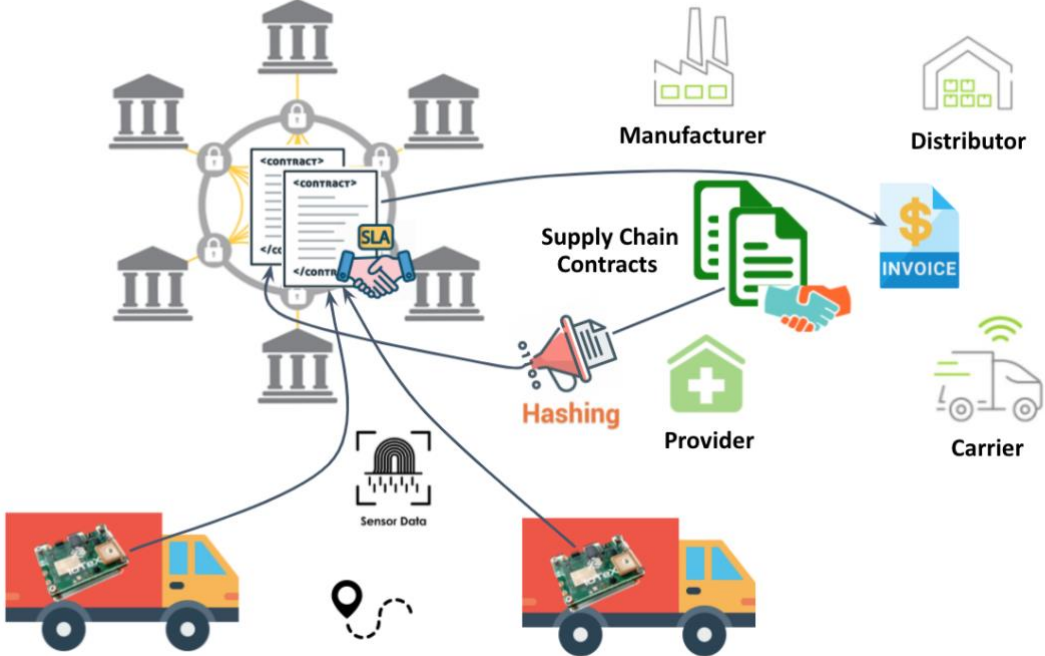 Manufacturer
Distributor
<CONTRACT>
<CONTRACT>
SLA
</CO
</CONTR
Supply Chain
Contracts
$
INVOICE
Hashing
Provider
Carrier
Sensor Data